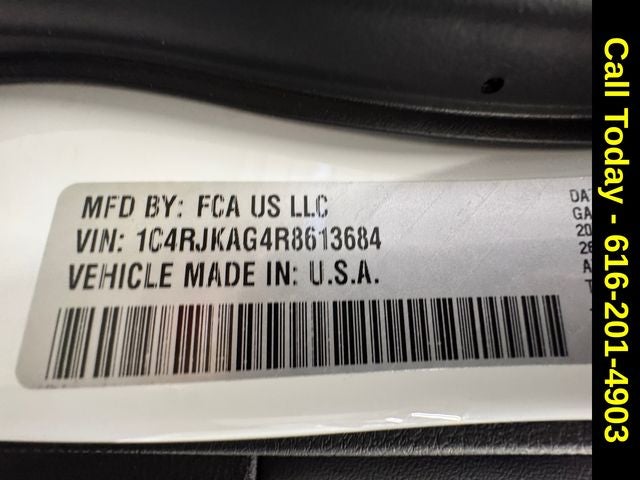 MFD BY: FCA US LLC
VIN: 1C4RJKAG4R8613684
VEHICLE MADE IN: U.S.A.
Call Today - 616-201-4903